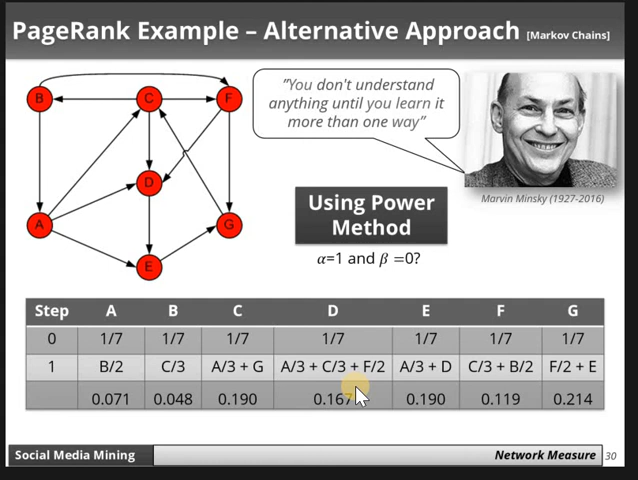 PageRank Example – Alternative Approach [Markov Chains]
B
C
F
D
A
G
E
"You don't understand
anything until you learn it
more than one way"
Marvin Minsky (1927-2016)
Using Power
Method
α=1 and β =0?
Step A B C D E F G
0 1/7 1/7 1/7 1/7 1/7 1/7 1/7
1 B/2 C/3 A/3 + G A/3 + C/3 + F/2 A/3 + D C/3 + B/2 F/2 + E
0.071 0.048 0.190 0.167 0.190 0.119 0.214
Social Media Mining
Network Measure 30